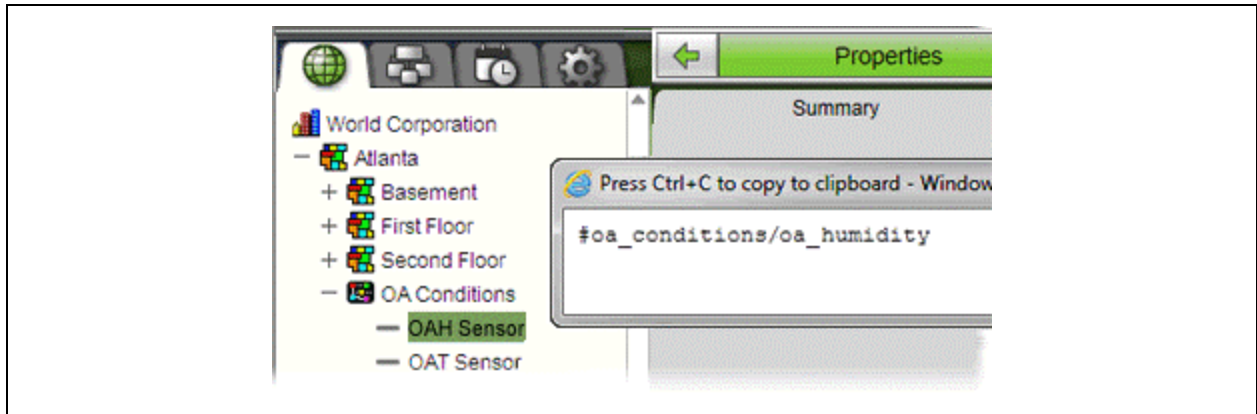 Properties
Summary
World Corporation
Atlanta
Basement
First Floor
Second Floor
OA Conditions
OAH Sensor
OAT Sensor
Press Ctrl+C to copy to clipboard - Window
#oa_conditions/oa_humidity